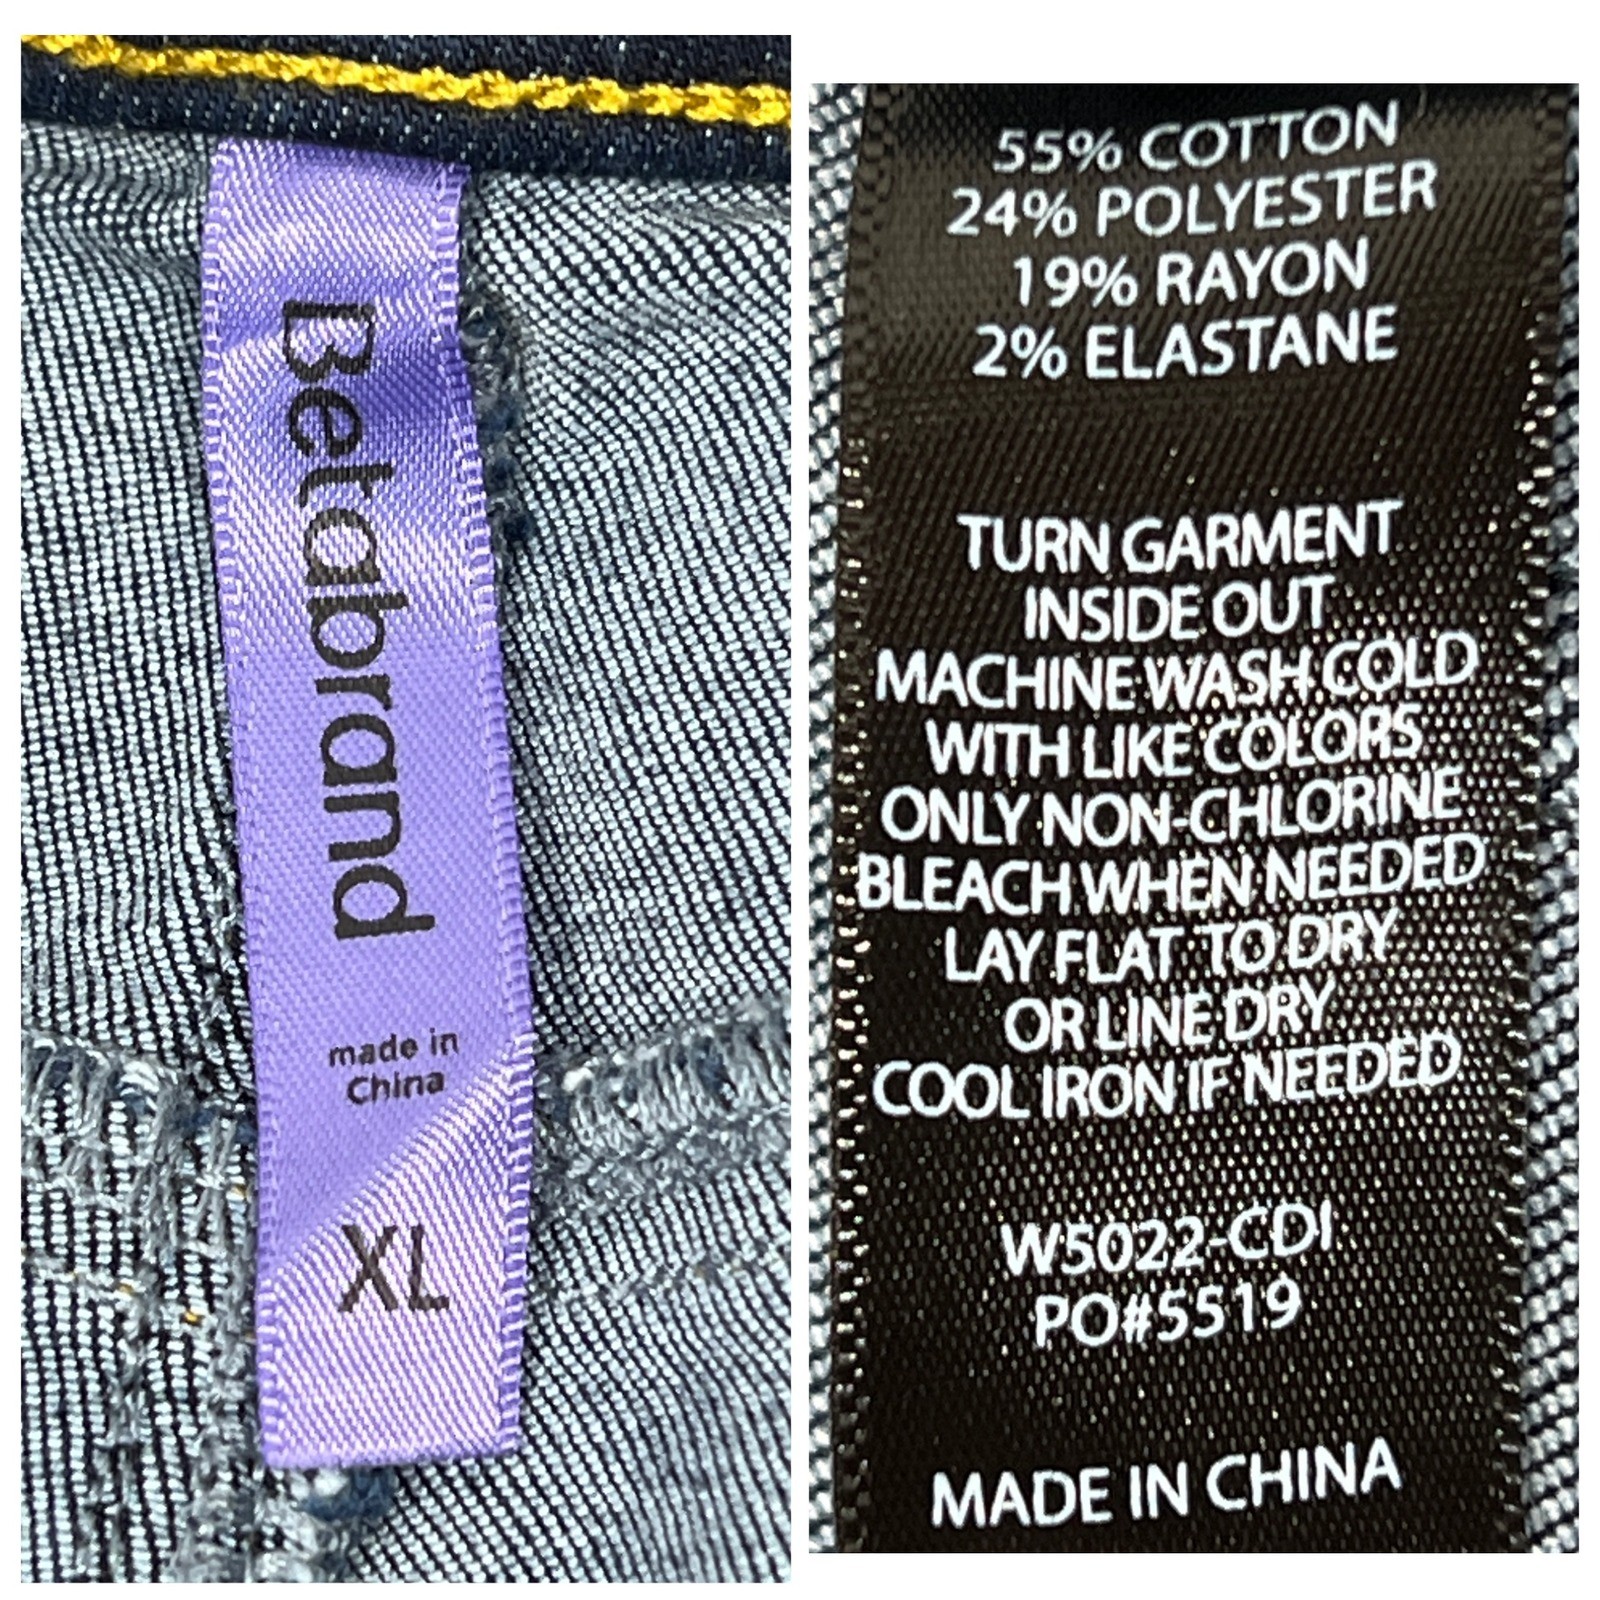 Betabrand
made in
China
XL
55% COTTON
24% POLYESTER
19% RAYON
2% ELASTANE
TURN GARMENT
INSIDE OUT
MACHINE WASH COLD
WITH LIKE COLORS
ONLY NON-CHLORINE
BLEACH WHEN NEEDED
LAY FLAT TO DRY
OR LINE DRY
COOL IRON IF NEEDED
W5022-CDI
PO#5519
MADE IN CHINA